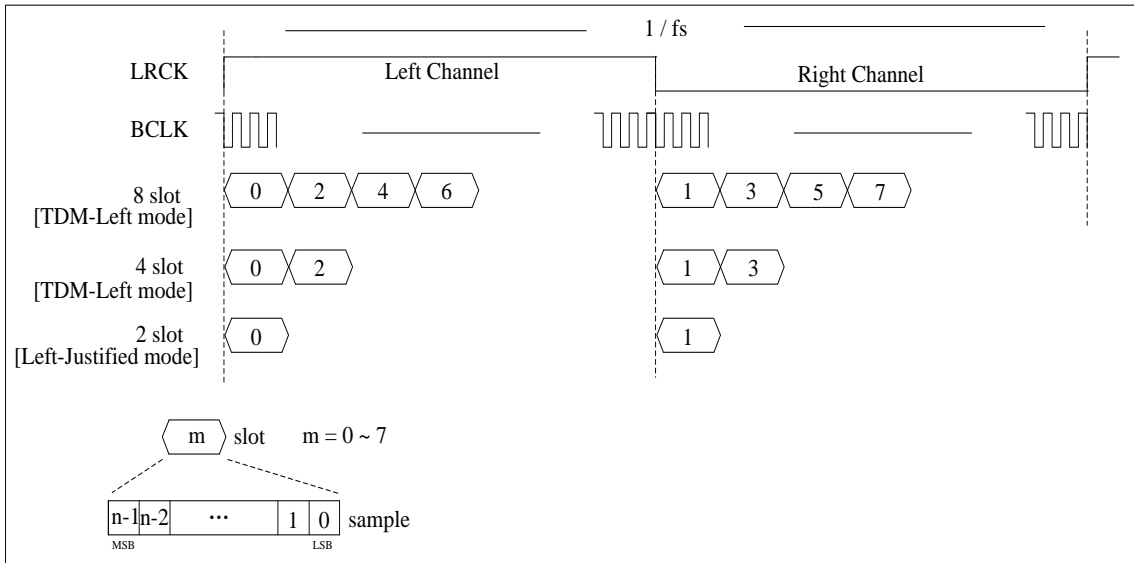 1 / fs
LRCK Left Channel Right Channel
BCLK
8 slot 0 2 4 6 1 3 5 7
[TDM-Left mode]
4 slot 0 2 1 3
[TDM-Left mode]
2 slot 0 1
[Left-Justified mode]
m slot m = 0 ~ 7
n-1 n-2 ... 1 0 sample
MSB LSB